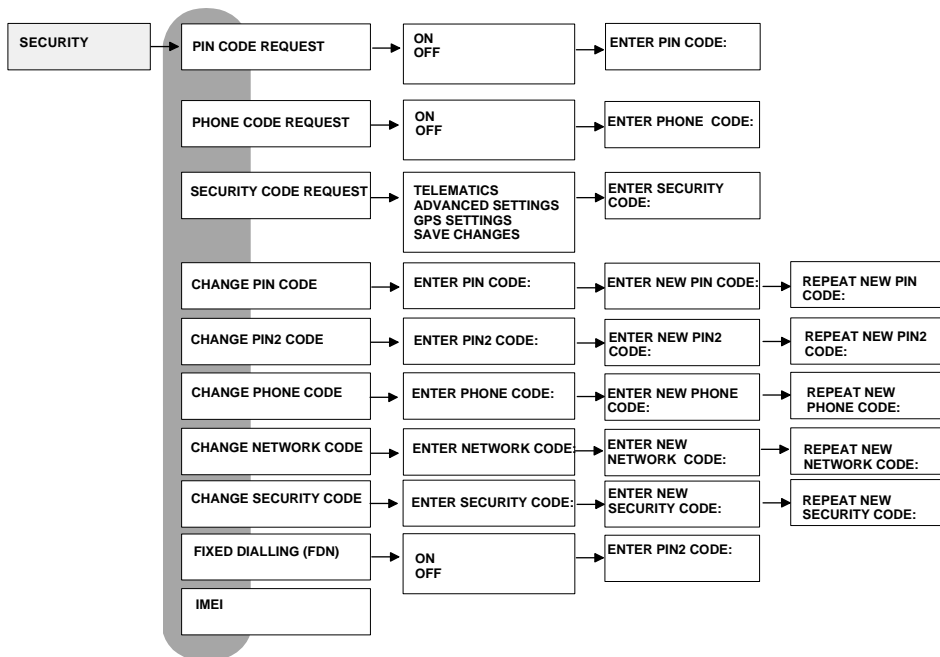 SECURITY
PIN CODE REQUEST
ON
OFF
ENTER PIN CODE:
PHONE CODE REQUEST
ON
OFF
ENTER PHONE CODE:
SECURITY CODE REQUEST
TELEMATICS
ADVANCED SETTINGS
GPS SETTINGS
SAVE CHANGES
ENTER SECURITY
CODE:
CHANGE PIN CODE
ENTER PIN CODE:
ENTER NEW PIN CODE:
REPEAT NEW PIN
CODE:
CHANGE PIN2 CODE
ENTER PIN2 CODE:
ENTER NEW PIN2
CODE:
REPEAT NEW PIN2
CODE:
CHANGE PHONE CODE
ENTER PHONE CODE:
ENTER NEW PHONE
CODE:
REPEAT NEW
PHONE CODE:
CHANGE NETWORK CODE
ENTER NETWORK CODE:
ENTER NEW
NETWORK CODE:
REPEAT NEW
NETWORK CODE:
CHANGE SECURITY CODE
ENTER SECURITY CODE:
ENTER NEW
SECURITY CODE:
REPEAT NEW
SECURITY CODE:
FIXED DIALLING (FDN)
ON
OFF
ENTER PIN2 CODE:
IMEI